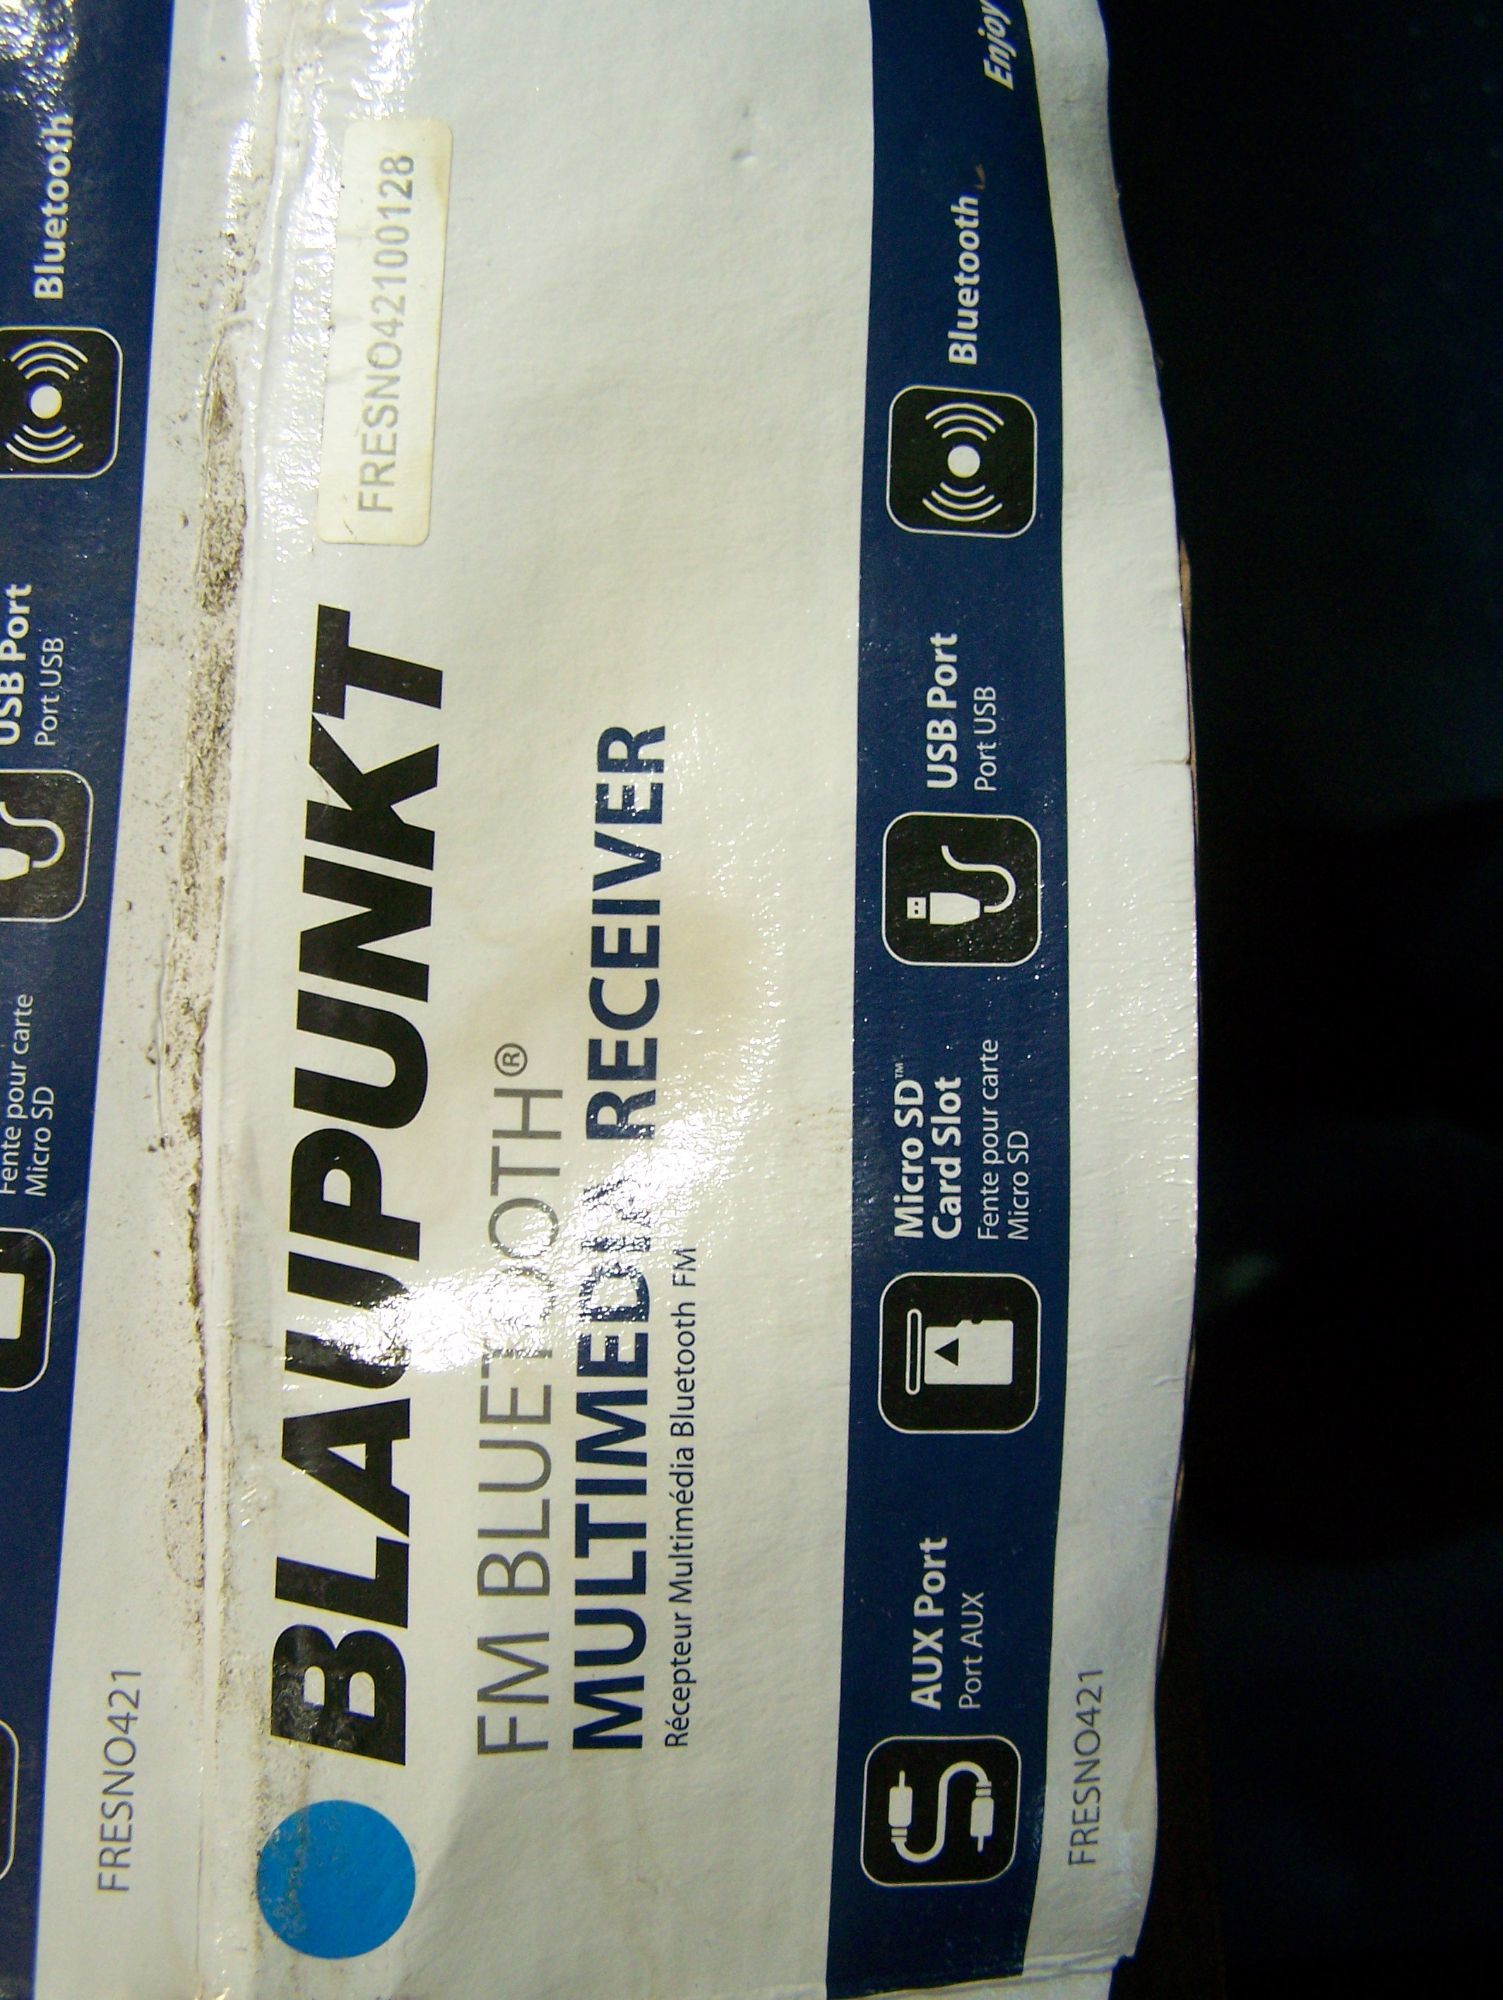 Fente pour carte
Micro SD
USB Port
Port USB
Bluetooth
FRESNO421
BLAUPUNKT
FRESNO42100128
FM BLUETOOTH®
MULTIMEDIA RECEIVER
Récepteur Multimédia Bluetooth FM
AUX Port
Port AUX
Micro SD™
Card Slot
Fente pour carte
Micro SD
USB Port
Port USB
Bluetooth
Enjoy
FRESNO421